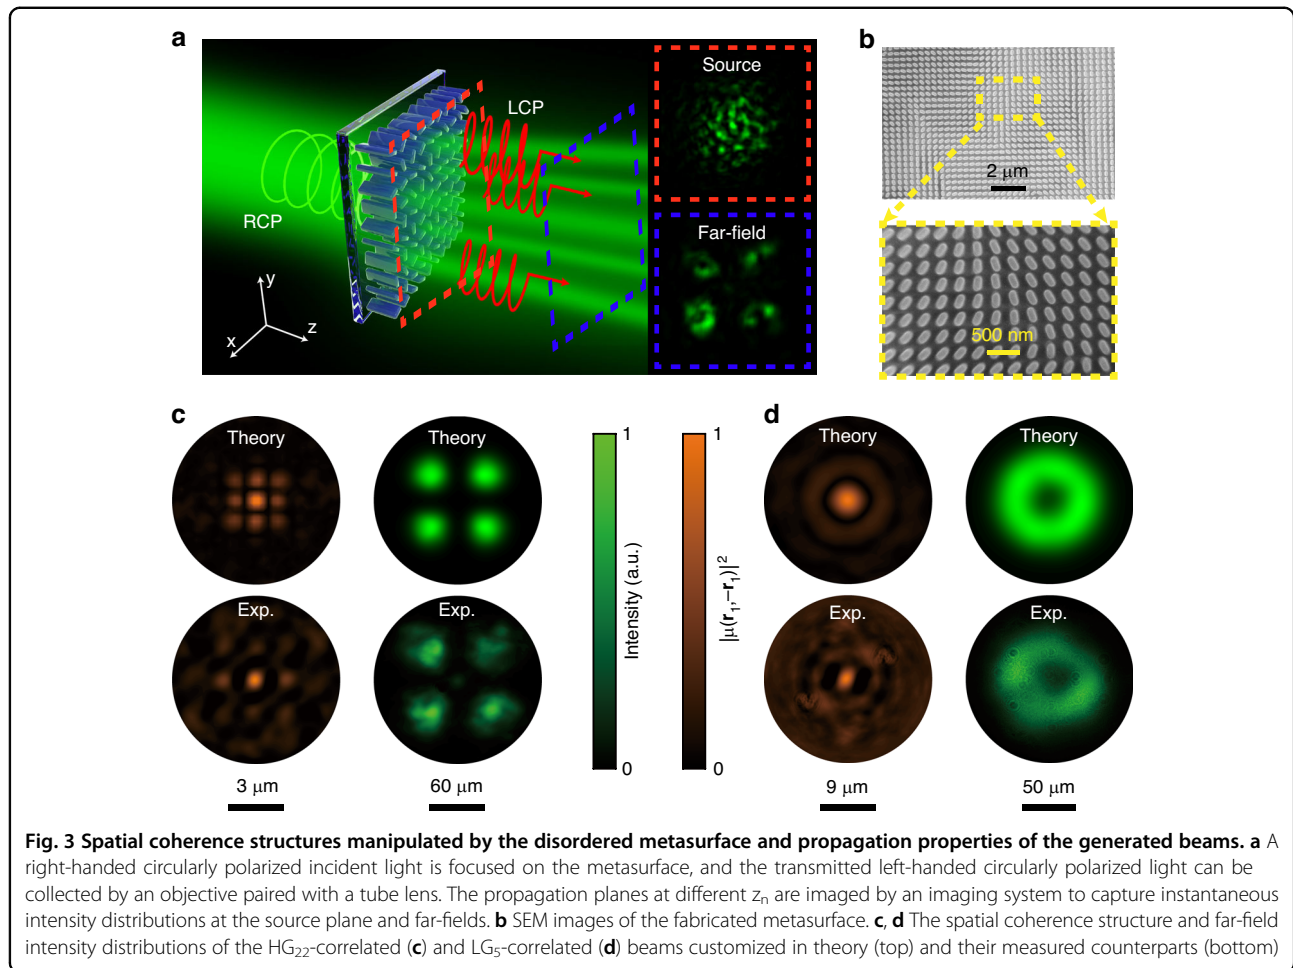 a
Source
LCP
RCP
Far-field
y
z
x
b
2 μm
500 nm
c
Theory
Theory
Exp.
Exp.
3 μm
60 μm
1
Intensity (a.u.)
0
1
|μ(r₁,−r₁)|²
0
d
Theory
Theory
Exp.
Exp.
9 μm
50 μm
Fig. 3 Spatial coherence structures manipulated by the disordered metasurface and propagation properties of the generated beams. a A
right-handed circularly polarized incident light is focused on the metasurface, and the transmitted left-handed circularly polarized light can be
collected by an objective paired with a tube lens. The propagation planes at different zₙ are imaged by an imaging system to capture instantaneous
intensity distributions at the source plane and far-fields. b SEM images of the fabricated metasurface. c, d The spatial coherence structure and far-field
intensity distributions of the HG₂₂-correlated (c) and LG₅-correlated (d) beams customized in theory (top) and their measured counterparts (bottom)